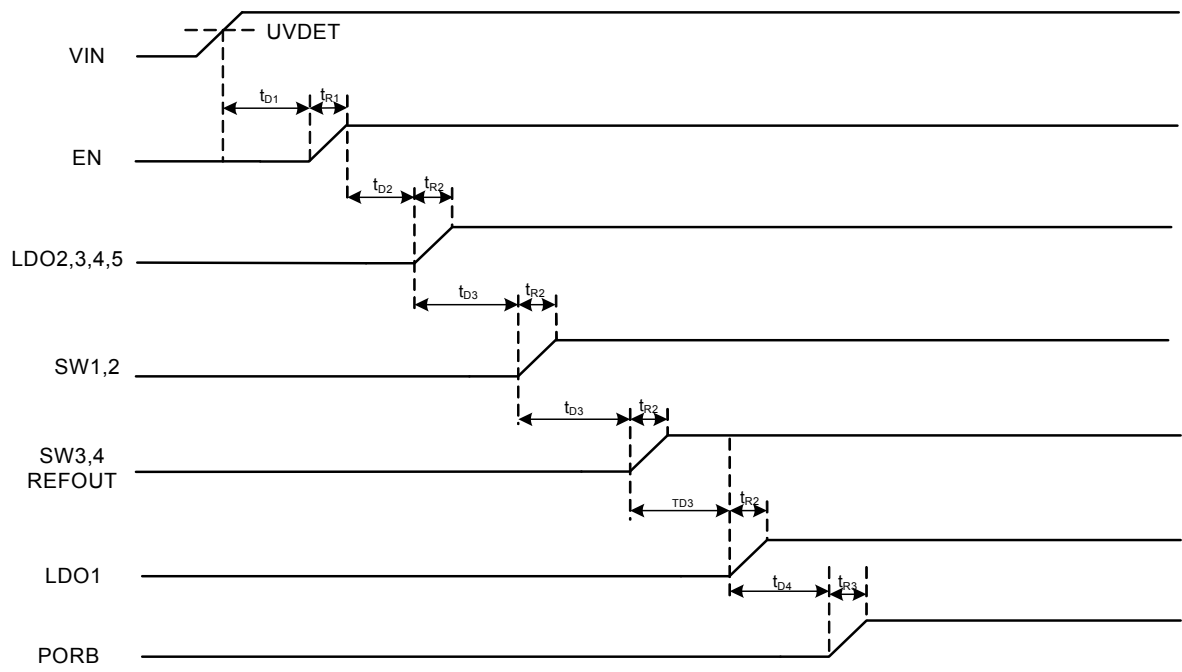 UVDET
VIN
tD1
tR1
EN
tD2
tR2
LDO2,3,4,5
tD3
tR2
SW1,2
tD3
tR2
SW3,4
REFOUT
TD3
tR2
LDO1
tD4
tR3
PORB